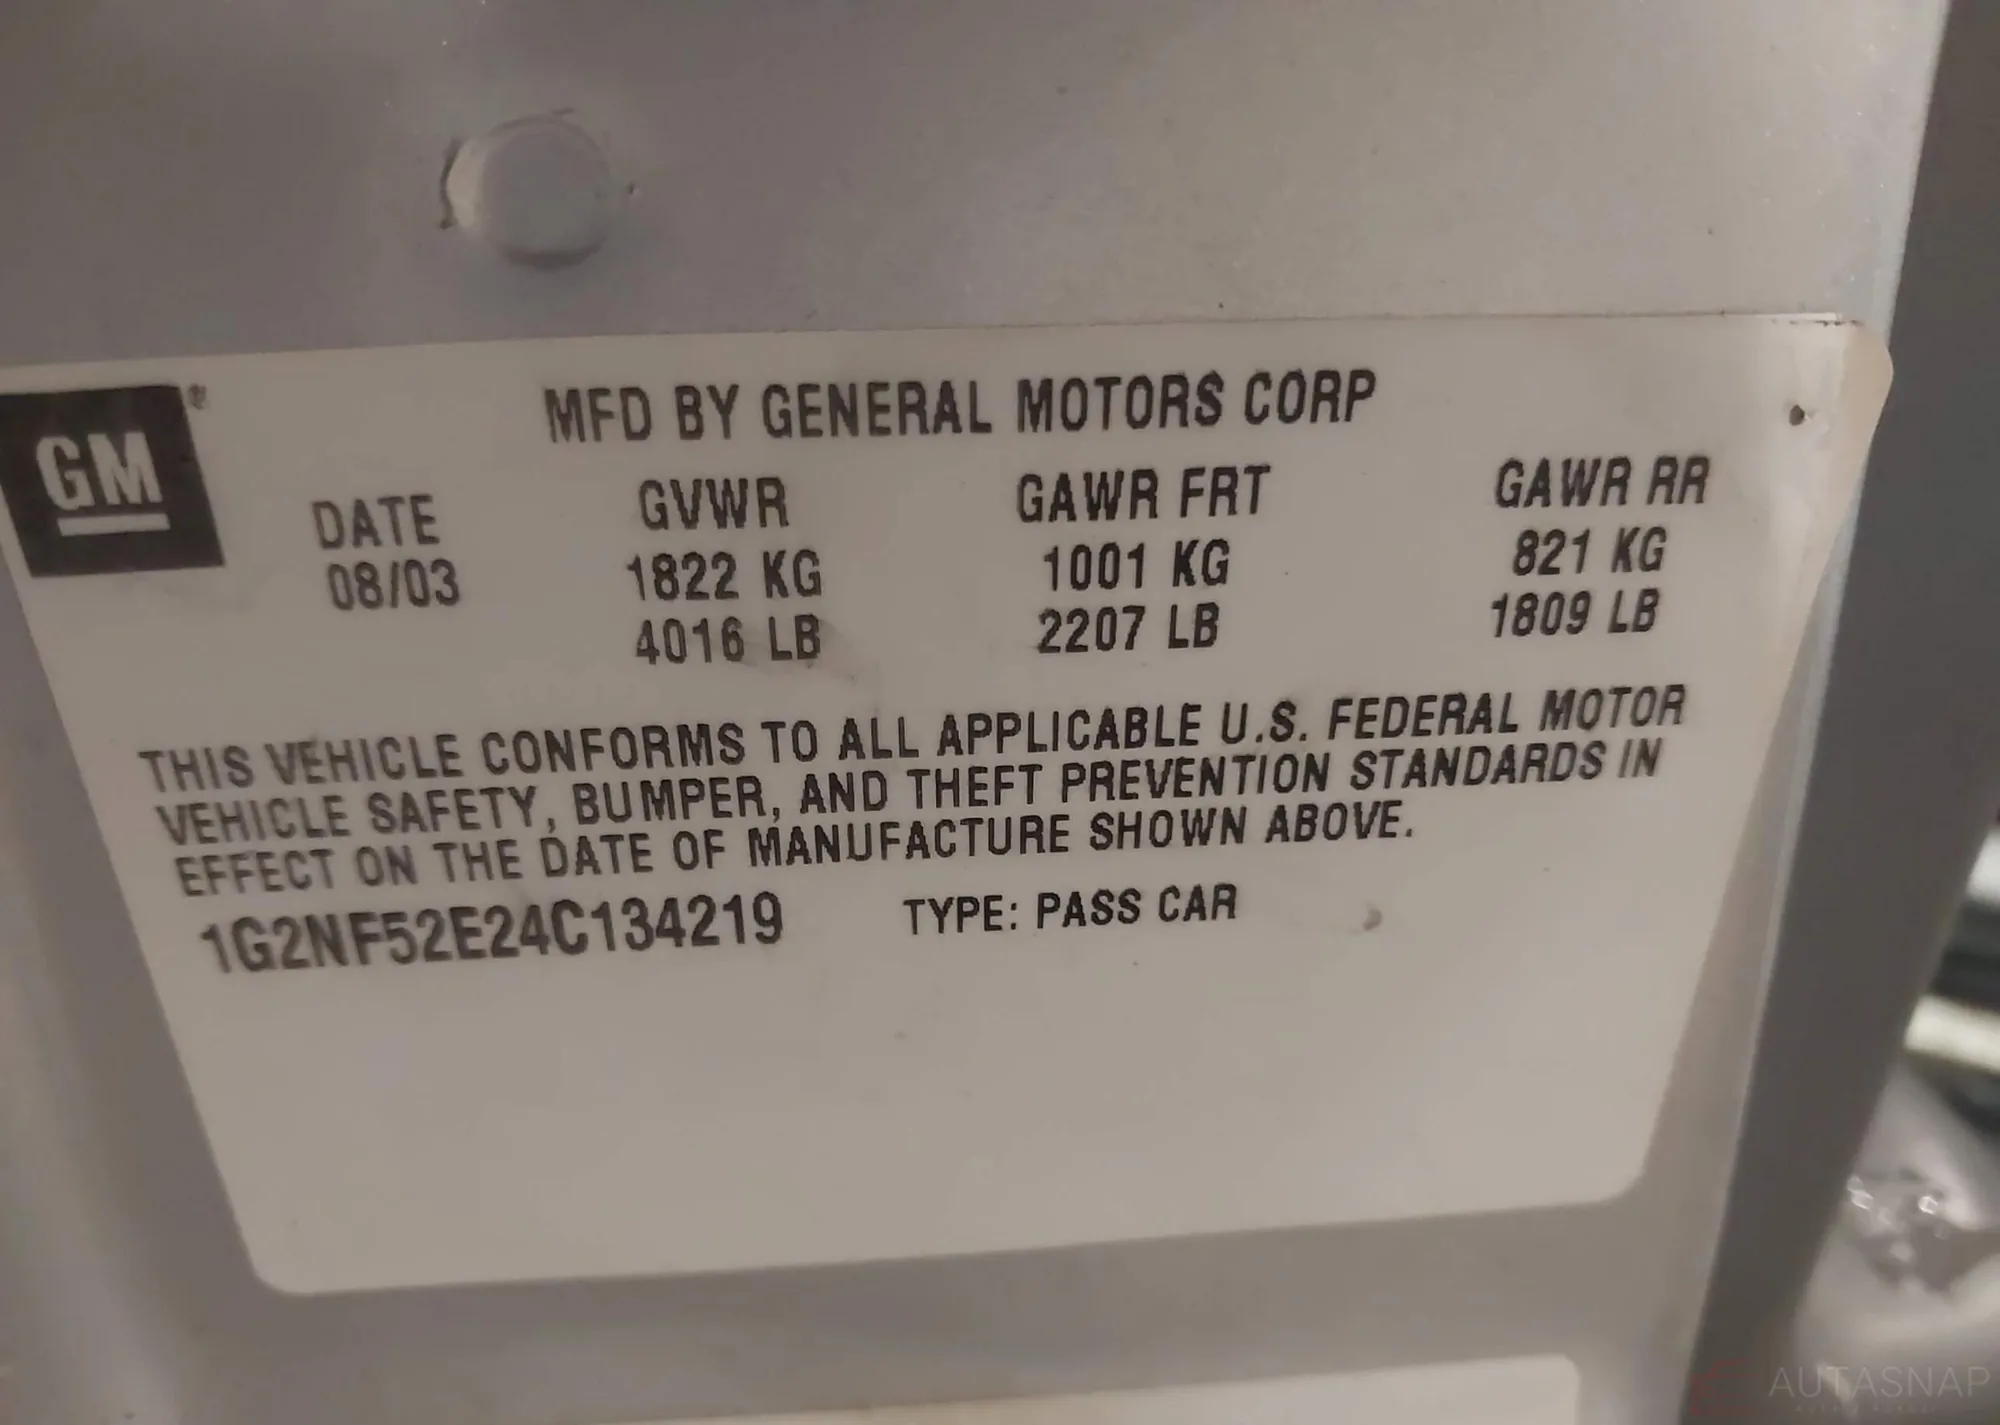 GM®
MFD BY GENERAL MOTORS CORP
DATE GVWR GAWR FRT GAWR RR
08/03 1822 KG 1001 KG 821 KG
4016 LB 2207 LB 1809 LB
THIS VEHICLE CONFORMS TO ALL APPLICABLE U.S. FEDERAL MOTOR
VEHICLE SAFETY, BUMPER, AND THEFT PREVENTION STANDARDS IN
EFFECT ON THE DATE OF MANUFACTURE SHOWN ABOVE.
1G2NF52E24C134219 TYPE: PASS CAR
AUTASNAP